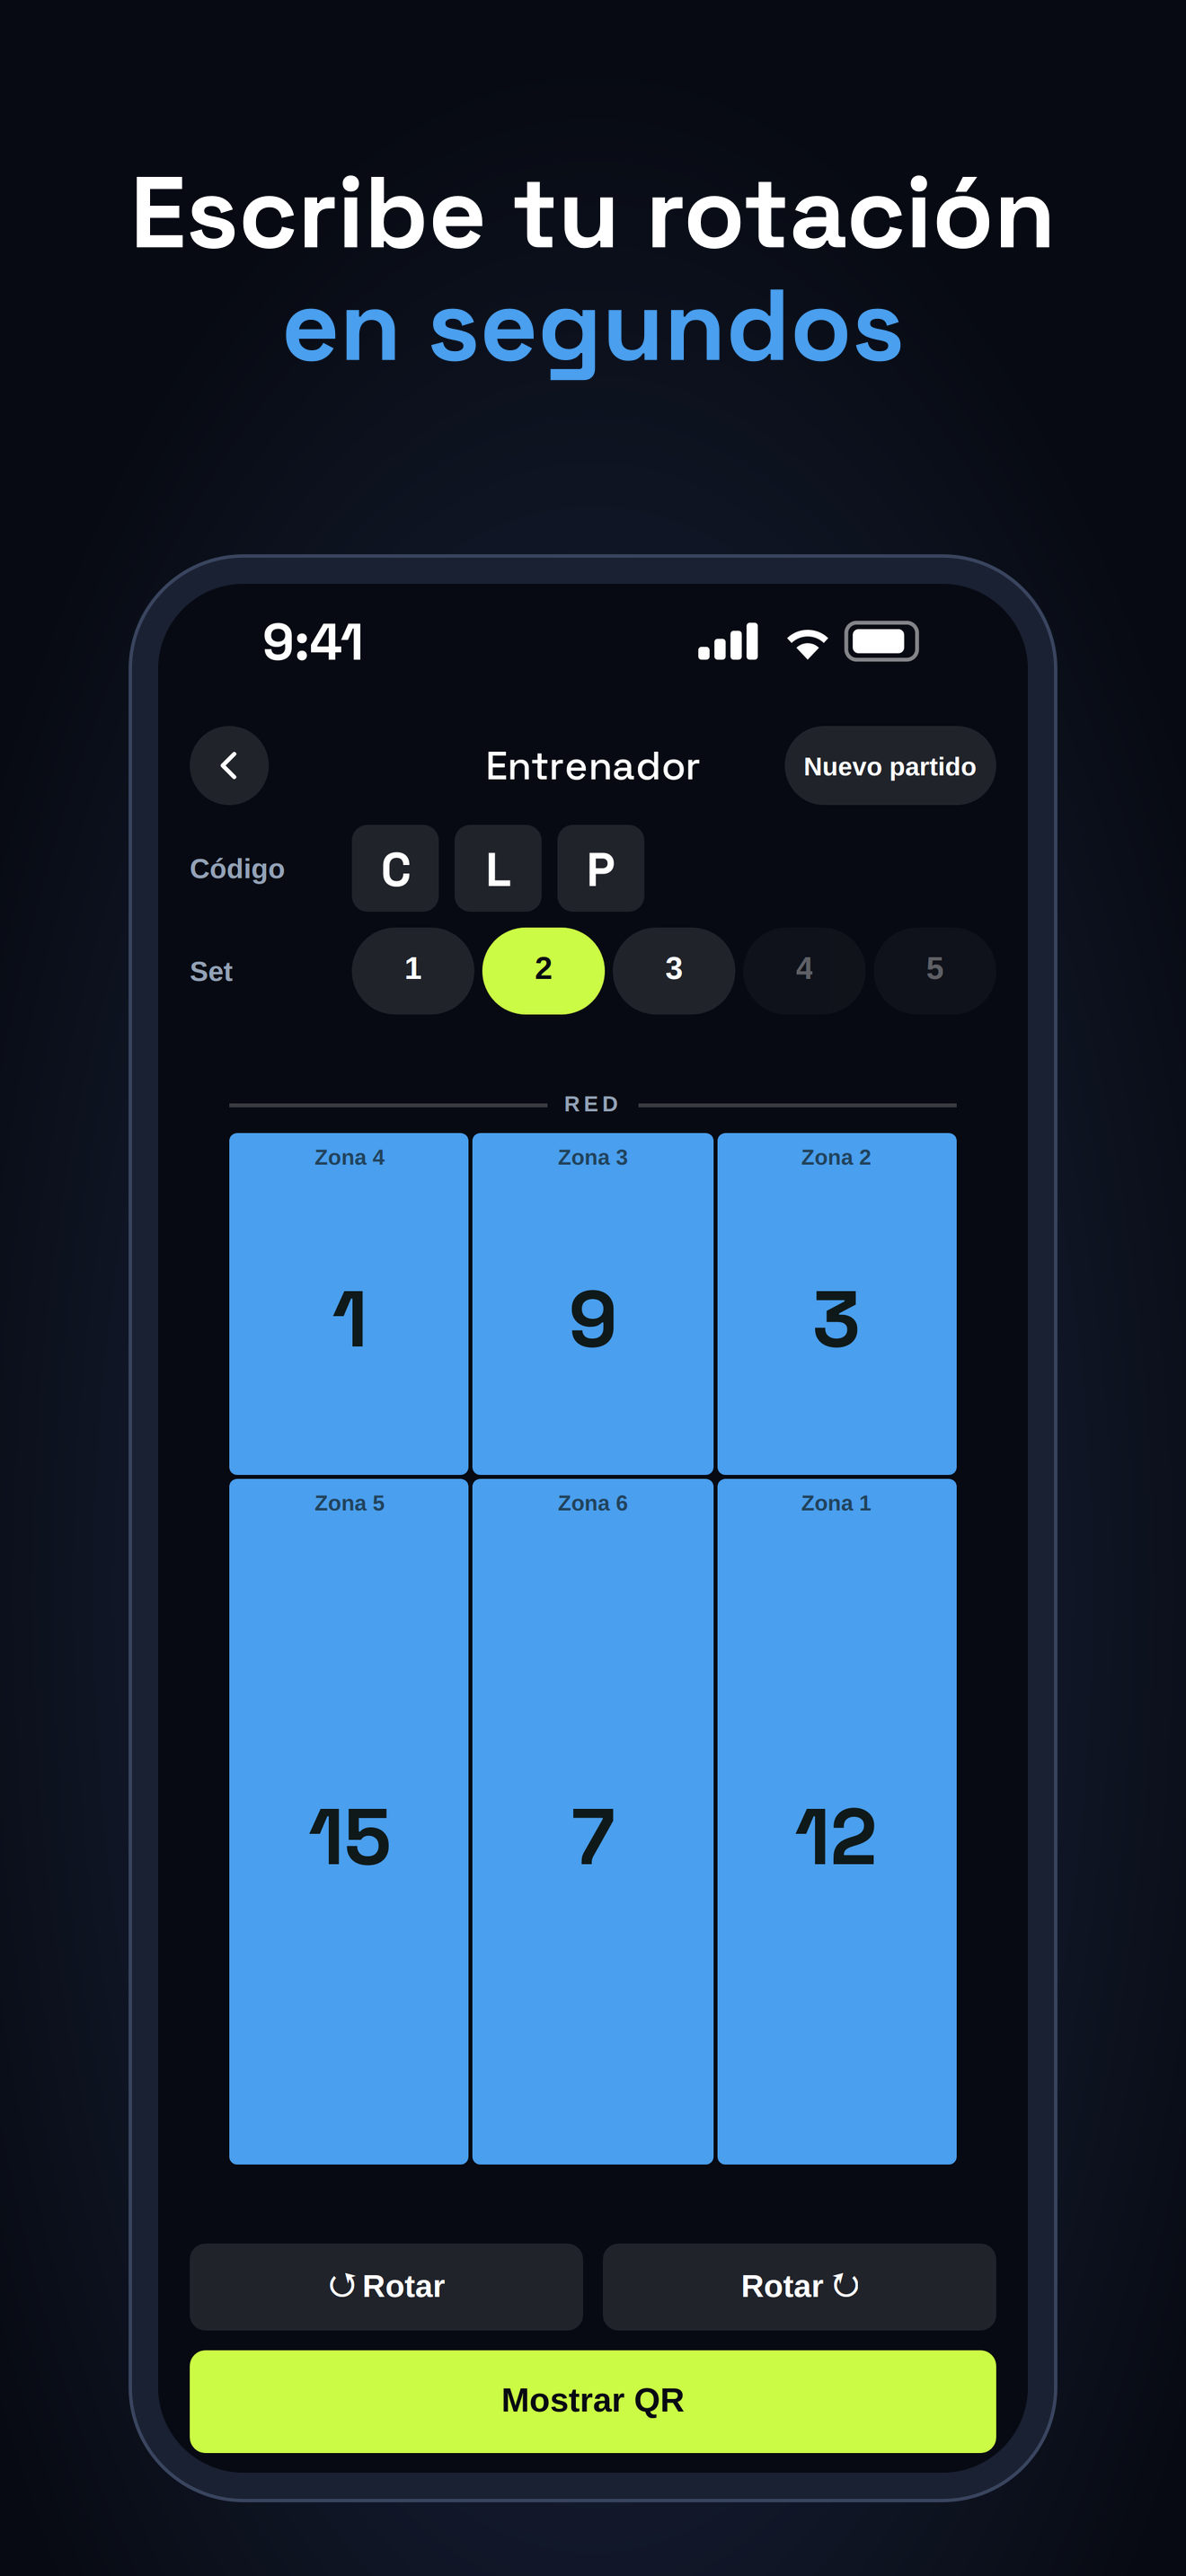 Escribe tu rotación
en segundos
9:41
Entrenador
Nuevo partido
Código
C L P
Set
1 2 3 4 5
RED
Zona 4 Zona 3 Zona 2
1 9 3
Zona 5 Zona 6 Zona 1
15 7 12
↺ Rotar
Rotar ↻
Mostrar QR